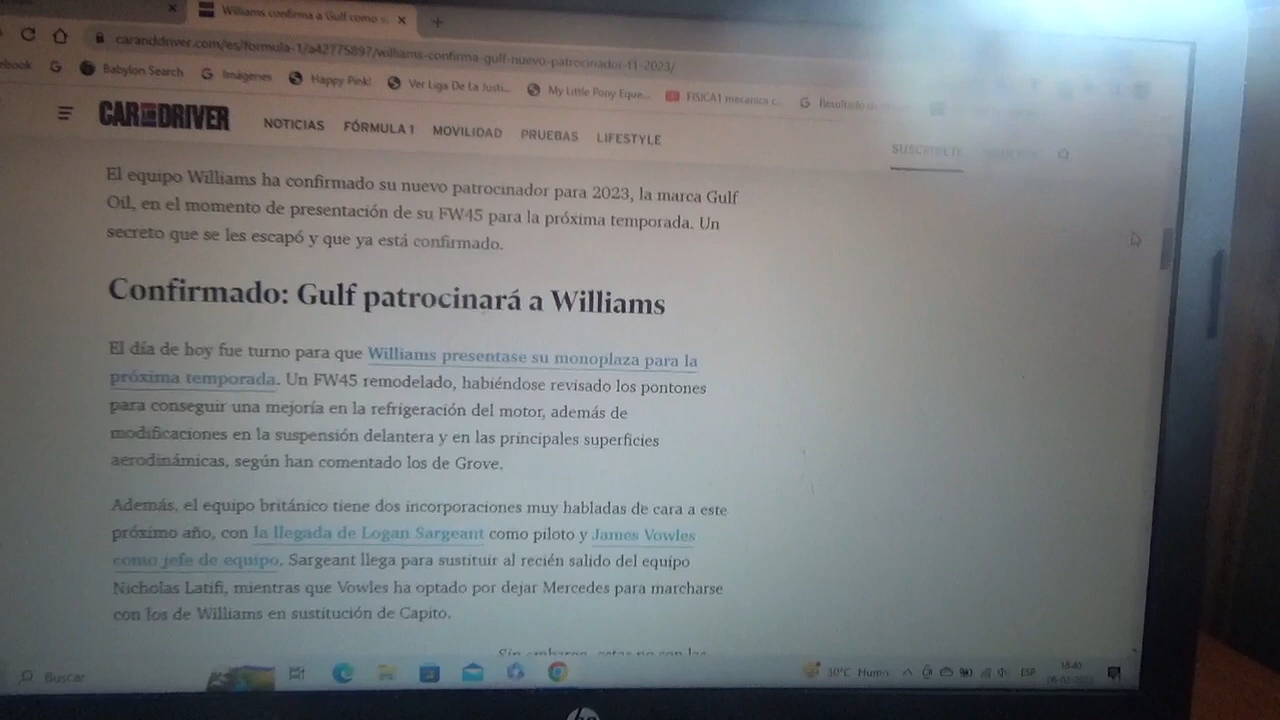 Williams confirma a Gulf como s
caranddriver.com/es/formula-1/a42775897/williams-confirma-gulf-nuevo-patrocinador-f1-2023/
ebook
Babylon Search
Imágenes
Happy Pink!
Ver Liga De La Justi...
My Little Pony Eque...
FISICA1 mecanica c...
Resultado de
CAR AND DRIVER
NOTICIAS FÓRMULA 1 MOVILIDAD PRUEBAS LIFESTYLE
SUSCRÍBETE
El equipo Williams ha confirmado su nuevo patrocinador para 2023, la marca Gulf
Oil, en el momento de presentación de su FW45 para la próxima temporada. Un
secreto que se les escapó y que ya está confirmado.
Confirmado: Gulf patrocinará a Williams
El día de hoy fue turno para que Williams presentase su monoplaza para la
próxima temporada. Un FW45 remodelado, habiéndose revisado los pontones
para conseguir una mejoría en la refrigeración del motor, además de
modificaciones en la suspensión delantera y en las principales superficies
aerodinámicas, según han comentado los de Grove.
Además, el equipo británico tiene dos incorporaciones muy habladas de cara a este
próximo año, con la llegada de Logan Sargeant como piloto y James Vowles
como jefe de equipo. Sargeant llega para sustituir al recién salido del equipo
Nicholas Latifi, mientras que Vowles ha optado por dejar Mercedes para marcharse
con los de Williams en sustitución de Capito.
Buscar
30°C Humo
ESP
18:40
hp